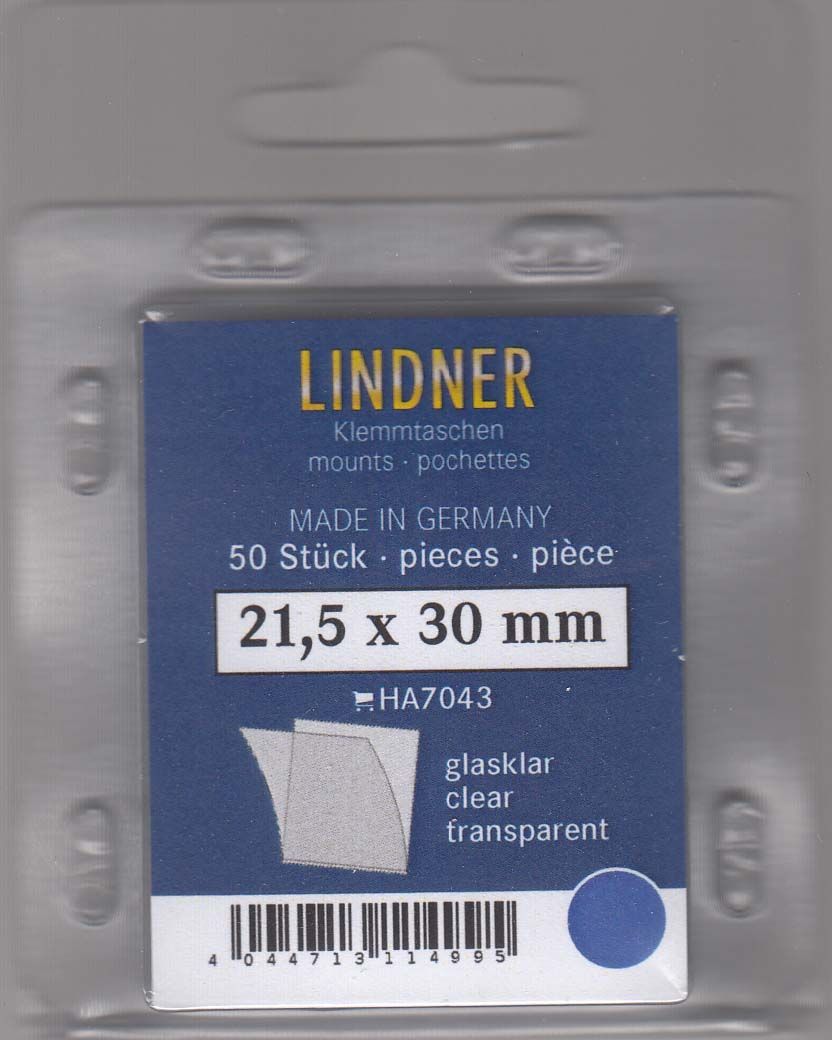 LINDNER
Klemmtaschen
mounts · pochettes
MADE IN GERMANY
50 Stück · pieces · pièce
21,5 x 30 mm
HA7043
glasklar
clear
transparent
4 044713 114995